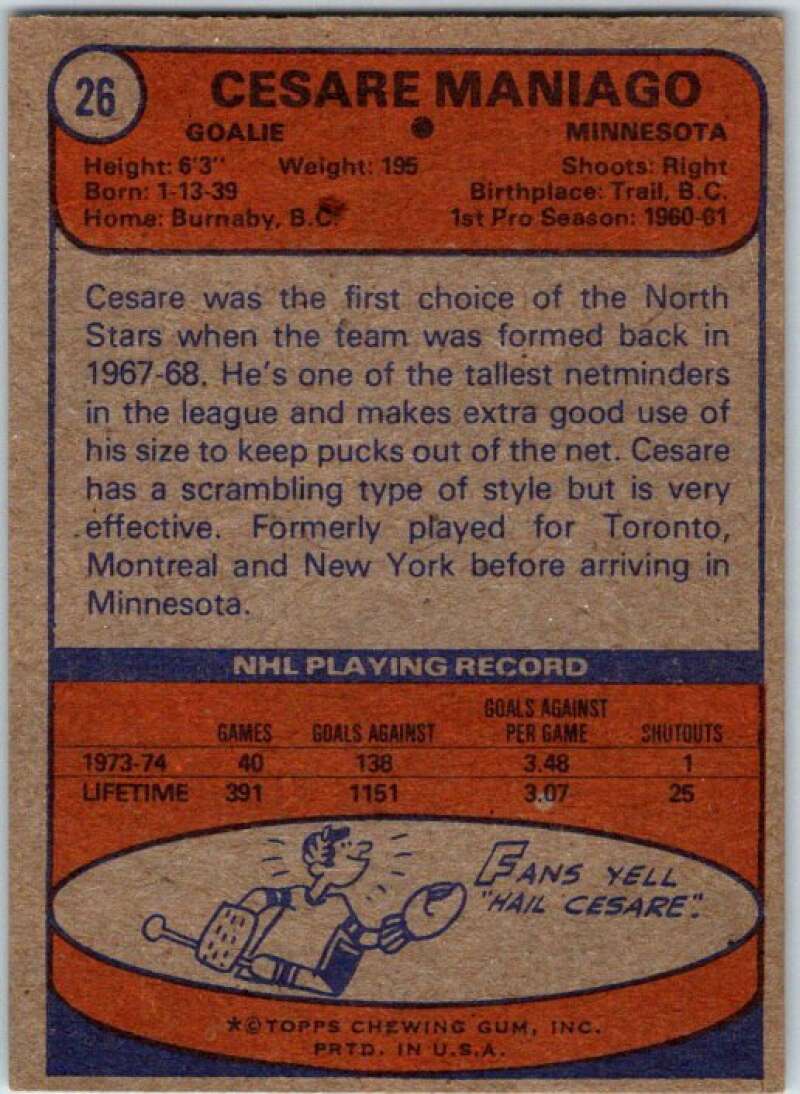 26
CESARE MANIAGO
GOALIE MINNESOTA
Height: 6'3" Weight: 195 Shoots: Right
Born: 1-13-39 Birthplace: Trail, B.C.
Home: Burnaby, B.C. 1st Pro Season: 1960-61
Cesare was the first choice of the North
Stars when the team was formed back in
1967-68. He's one of the tallest netminders
in the league and makes extra good use of
his size to keep pucks out of the net. Cesare
has a scrambling type of style but is very
effective. Formerly played for Toronto,
Montreal and New York before arriving in
Minnesota.
NHL PLAYING RECORD
GAMES GOALS AGAINST GOALS AGAINST PER GAME SHUTOUTS
1973-74 40 138 3.48 1
LIFETIME 391 1151 3.07 25
FANS YELL
"HAIL CESARE".
*©TOPPS CHEWING GUM, INC.
PRTD. IN U.S.A.